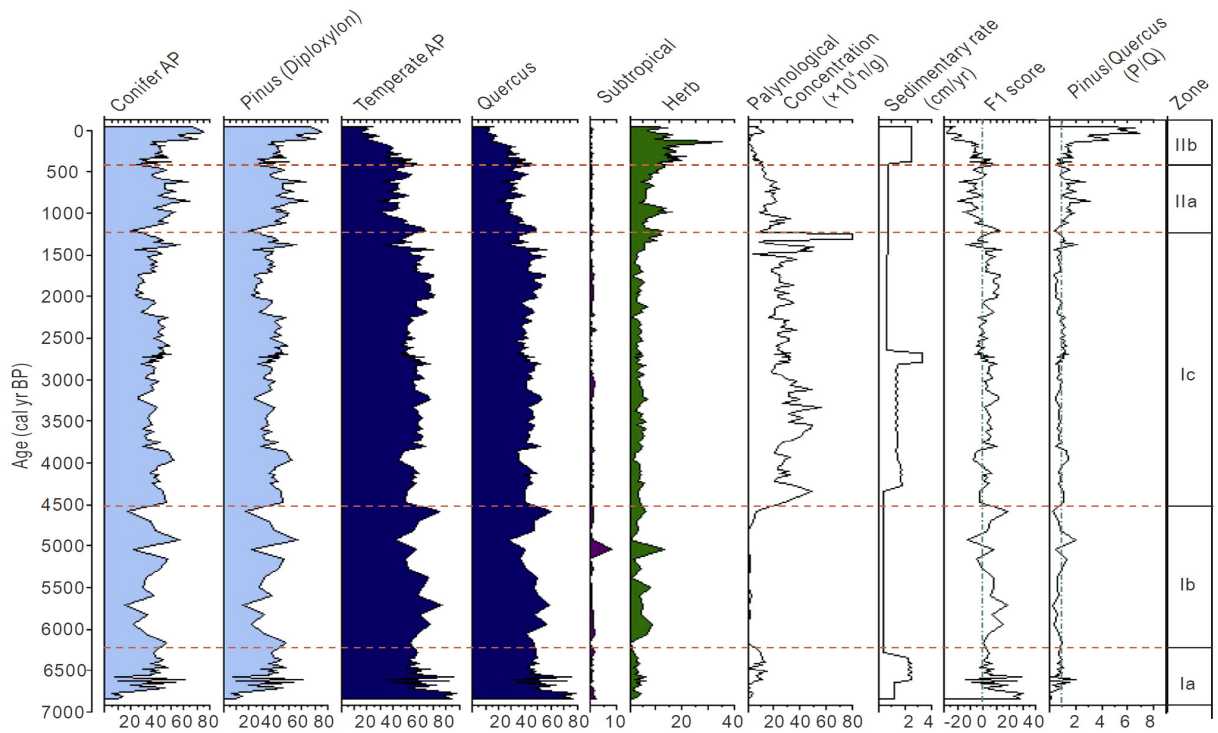 Conifer AP
Pinus (Diploxylon)
Temperate AP
Quercus
Subtropical
Herb
Palynological
Concentration
(×10⁴n/g)
Sedimentary rate
(cm/yr)
F1 score
Pinus/Quercus
(P/Q)
Zone
Age (cal yr BP)
0
500
1000
1500
2000
2500
3000
3500
4000
4500
5000
5500
6000
6500
7000
IIb
IIa
Ic
Ib
Ia
20 40 60 80
20 40 60 80
20 40 60 80
20 40 60 80
10
20 40
20 40 60 80
2 4
-20 0 20 40
2 4 6 8